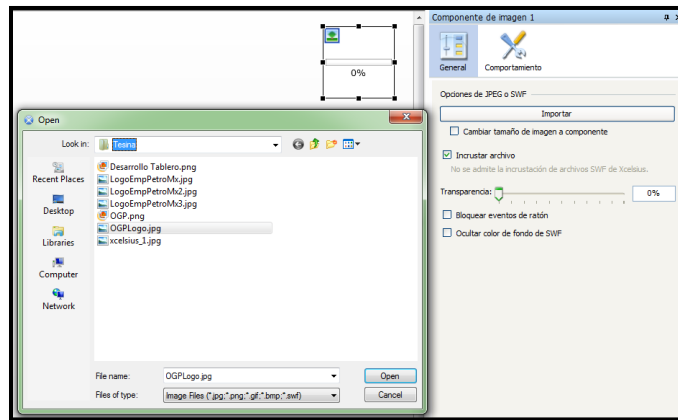 Componente de imagen 1
General
Comportamiento
0%
Opciones de JPEG o SWF
Importar
Cambiar tamaño de imagen a componente
Incrustar archivo
No se admite la incrustación de archivos SWF de Xcelsius.
Transparencia:
0%
Bloquear eventos de ratón
Ocultar color de fondo de SWF
Open
Look in:
Tesina
Recent Places
Desktop
Libraries
Computer
Network
Desarrollo Tablero.png
LogoEmpPetroMx.jpg
LogoEmpPetroMx2.jpg
LogoEmpPetroMx3.jpg
OGP.png
OGPLogo.jpg
xcelsius_1.jpg
File name:
OGPLogo.jpg
Open
Files of type:
Image Files (*.jpg;*.png;*.gif;*.bmp;*.swf)
Cancel